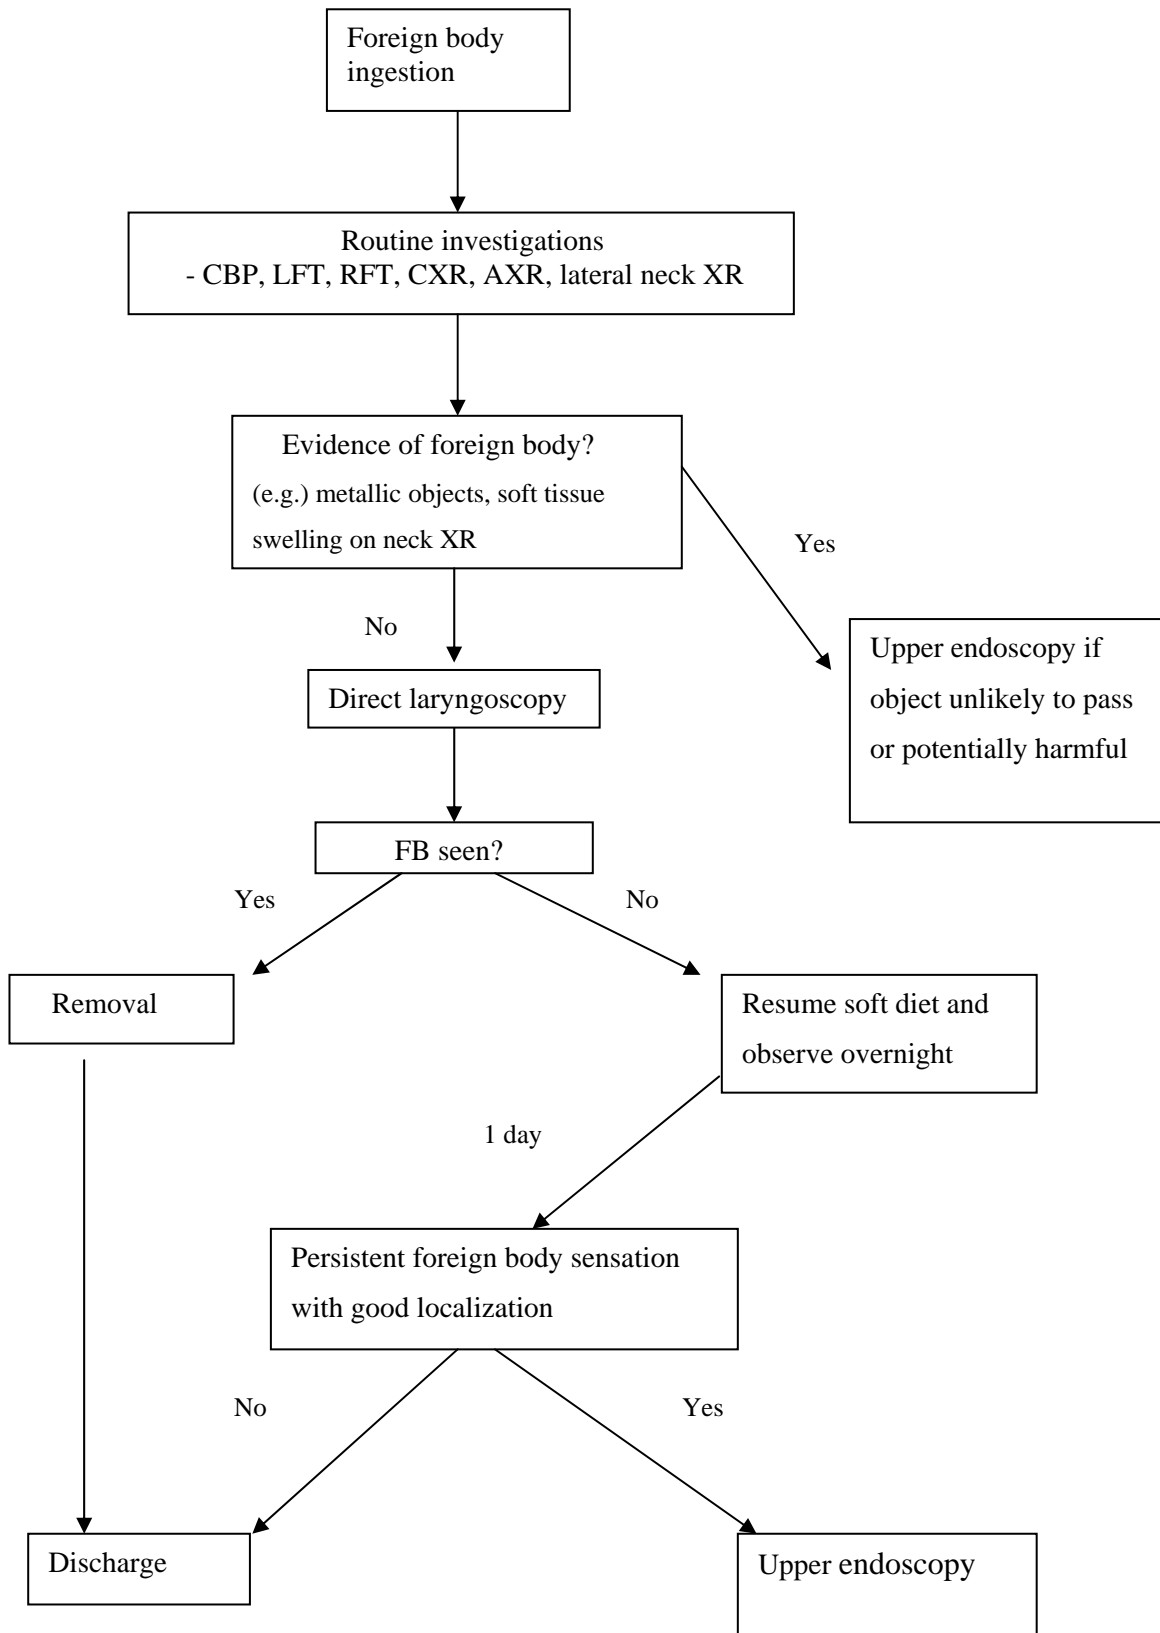 Foreign body
ingestion
Routine investigations
- CBP, LFT, RFT, CXR, AXR, lateral neck XR
Evidence of foreign body?
(e.g.) metallic objects, soft tissue
swelling on neck XR
Yes
No
Upper endoscopy if
object unlikely to pass
or potentially harmful
Direct laryngoscopy
FB seen?
Yes
No
Removal
Resume soft diet and
observe overnight
1 day
Persistent foreign body sensation
with good localization
No
Yes
Discharge
Upper endoscopy